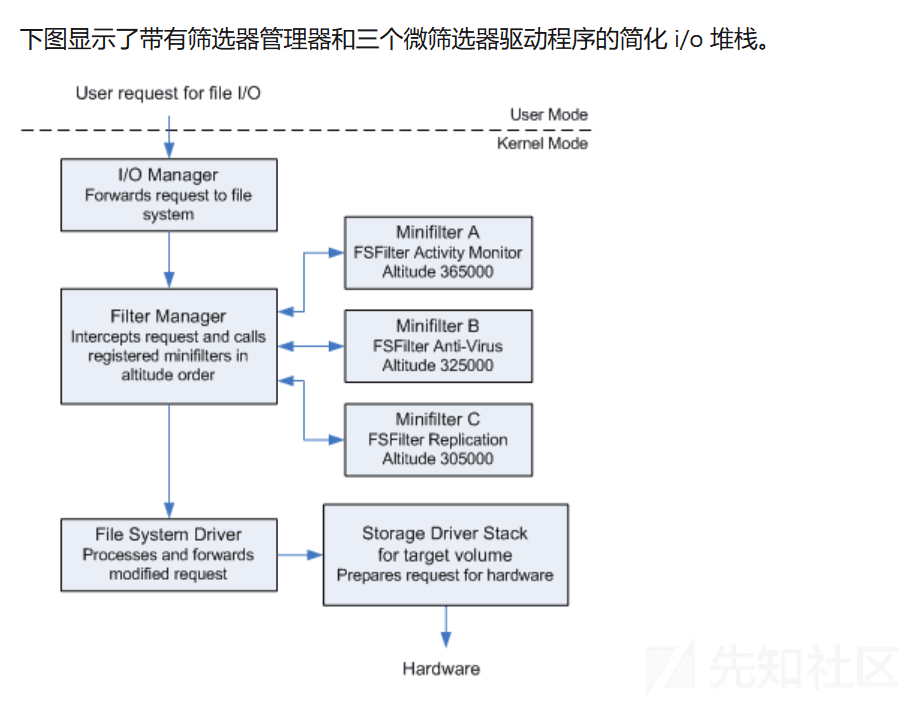 下图显示了带有筛选器管理器和三个微筛选器驱动程序的简化 i/o 堆栈。
User request for file I/O
User Mode
Kernel Mode
I/O Manager
Forwards request to file
system
Minifilter A
FSFilter Activity Monitor
Altitude 365000
Filter Manager
Intercepts request and calls
registered minifilters in
altitude order
Minifilter B
FSFilter Anti-Virus
Altitude 325000
Minifilter C
FSFilter Replication
Altitude 305000
File System Driver
Processes and forwards
modified request
Storage Driver Stack
for target volume
Prepares request for hardware
Hardware
先知社区